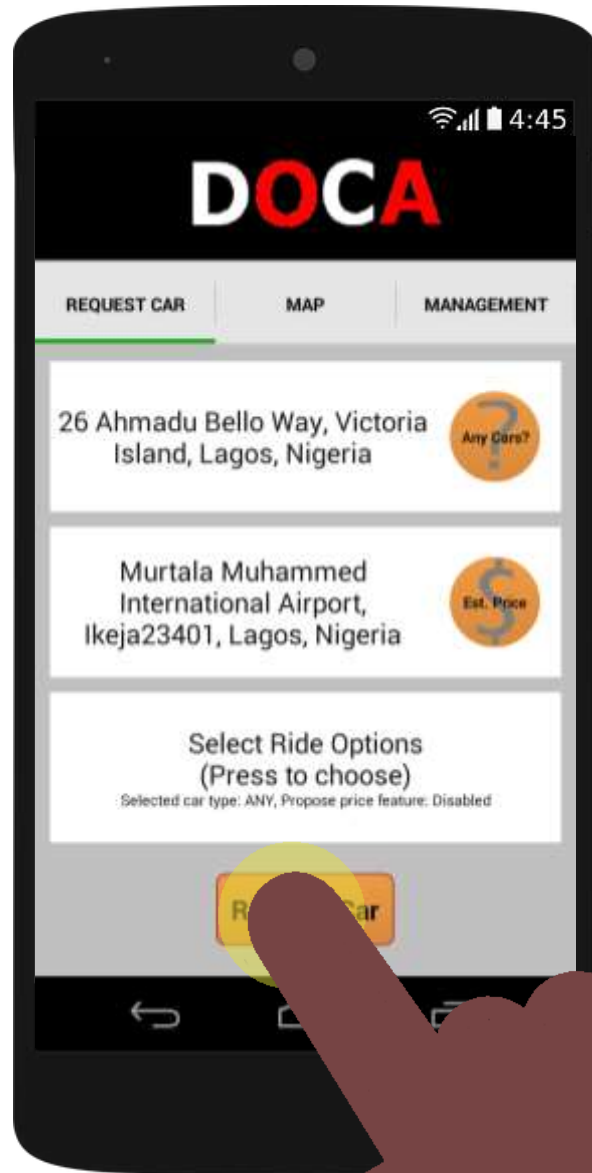 4:45
DOCA
REQUEST CAR
MAP
MANAGEMENT
26 Ahmadu Bello Way, Victoria
Island, Lagos, Nigeria
Any Cars?
Murtala Muhammed
International Airport,
Ikeja23401, Lagos, Nigeria
$
Est. Price
Select Ride Options
(Press to choose)
Selected car type: ANY, Propose price feature: Disabled